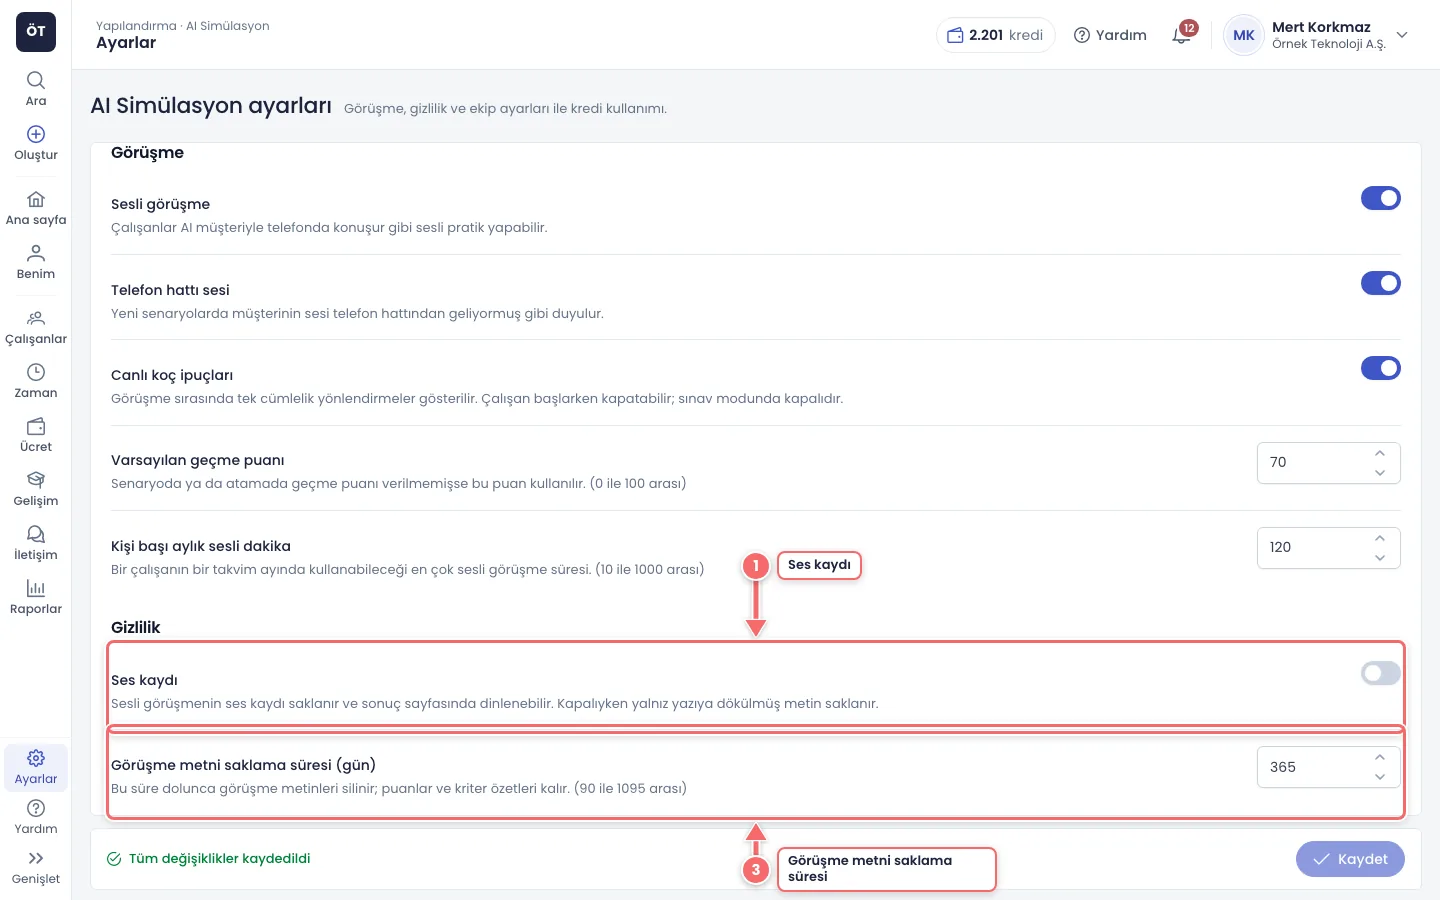 ÖT
Ara
Oluştur
Ana sayfa
Benim
Çalışanlar
Zaman
Ücret
Gelişim
İletişim
Raporlar
Ayarlar
Yardım
Genişlet
Yapılandırma · AI Simülasyon
Ayarlar
2.201 kredi
Yardım
12
MK
Mert Korkmaz
Örnek Teknoloji A.Ş.
AI Simülasyon ayarları
Görüşme, gizlilik ve ekip ayarları ile kredi kullanımı.
Görüşme
Sesli görüşme
Çalışanlar AI müşteriyle telefonda konuşur gibi sesli pratik yapabilir.
Telefon hattı sesi
Yeni senaryolarda müşterinin sesi telefon hattından geliyormuş gibi duyulur.
Canlı koç ipuçları
Görüşme sırasında tek cümlelik yönlendirmeler gösterilir. Çalışan başlarken kapatabilir; sınav modunda kapalıdır.
Varsayılan geçme puanı
Senaryoda ya da atamada geçme puanı verilmemişse bu puan kullanılır. (0 ile 100 arası)
70
Kişi başı aylık sesli dakika
Bir çalışanın bir takvim ayında kullanabileceği en çok sesli görüşme süresi. (10 ile 1000 arası)
120
1
Ses kaydı
Gizlilik
Ses kaydı
Sesli görüşmenin ses kaydı saklanır ve sonuç sayfasında dinlenebilir. Kapalıyken yalnız yazıya dökülmüş metin saklanır.
Görüşme metni saklama süresi (gün)
Bu süre dolunca görüşme metinleri silinir; puanlar ve kriter özetleri kalır. (90 ile 1095 arası)
365
Tüm değişiklikler kaydedildi
3
Görüşme metni saklama
süresi
Kaydet